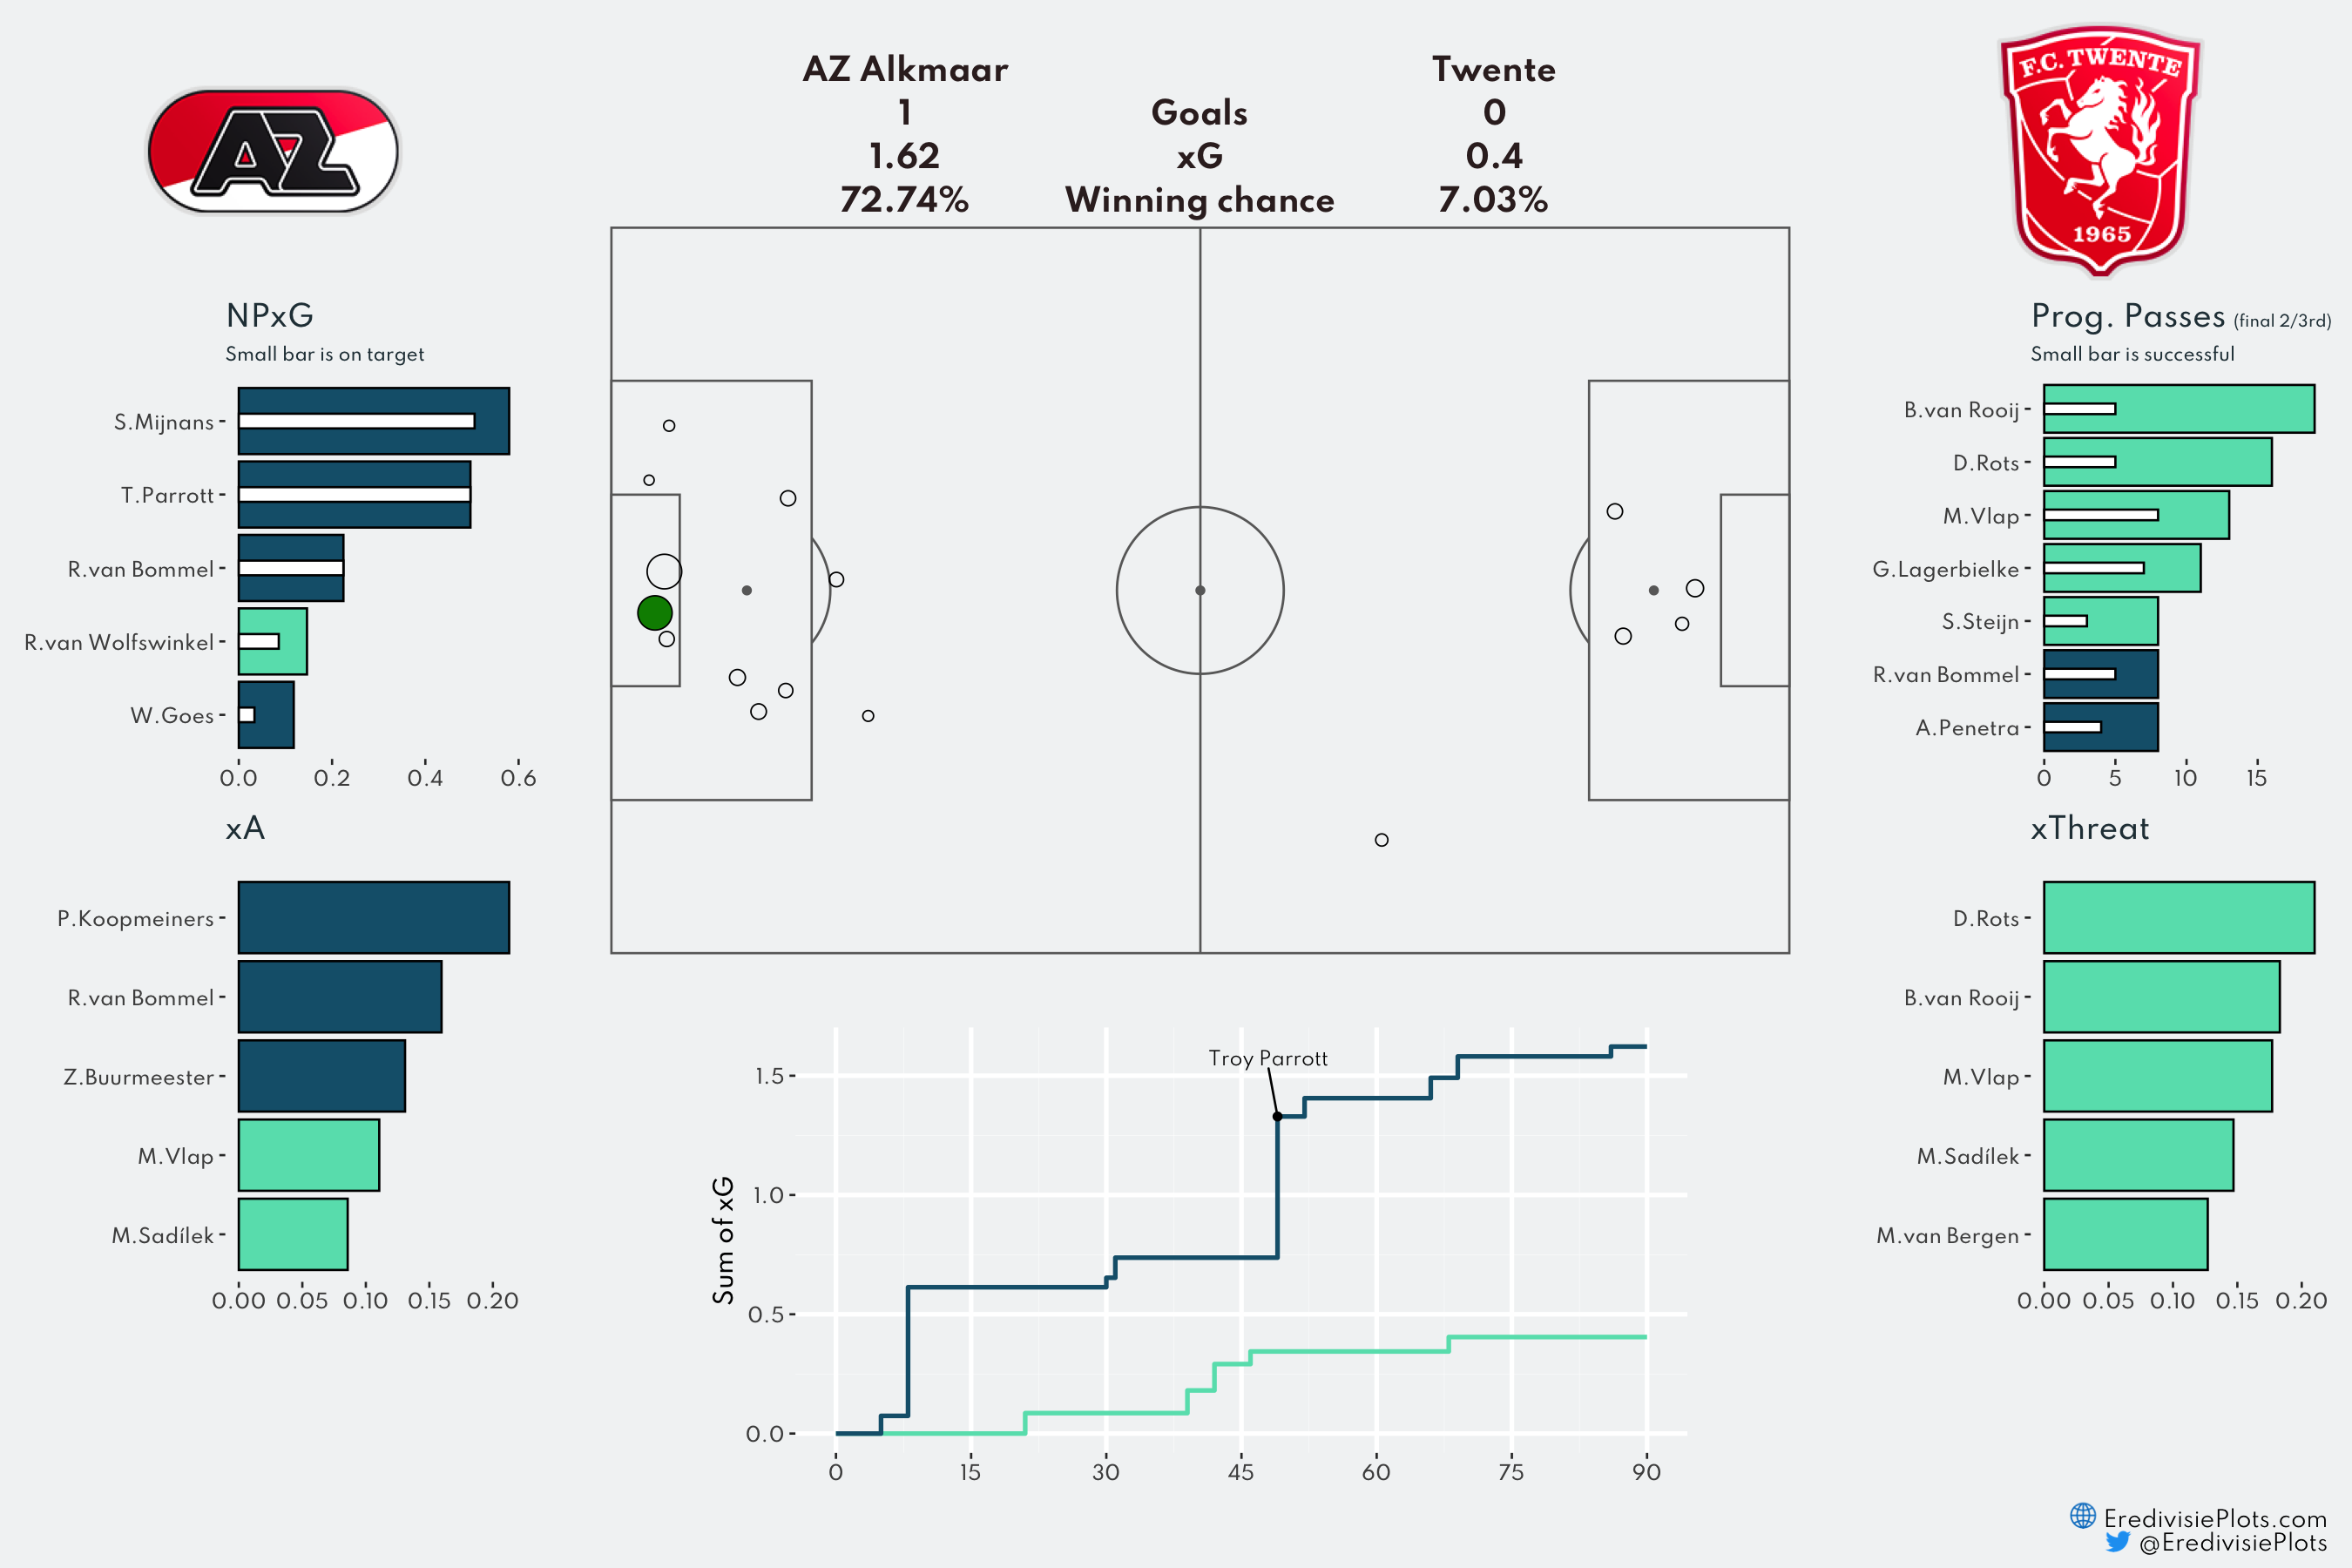 AZ Alkmaar Twente
1 Goals 0
1.62 xG 0.4
72.74% Winning chance 7.03%
AZ
F.C. TWENTE
1965
NPxG
Small bar is on target
S.Mijnans
T.Parrott
R.van Bommel
R.van Wolfswinkel
W.Goes
0.0 0.2 0.4 0.6
xA
P.Koopmeiners
R.van Bommel
Z.Buurmeester
M.Vlap
M.Sadílek
0.00 0.05 0.10 0.15 0.20
Troy Parrott
Sum of xG
1.5
1.0
0.5
0.0
0 15 30 45 60 75 90
Prog. Passes (final 2/3rd)
Small bar is successful
B.van Rooij
D.Rots
M.Vlap
G.Lagerbielke
S.Steijn
R.van Bommel
A.Penetra
0 5 10 15
xThreat
D.Rots
B.van Rooij
M.Vlap
M.Sadílek
M.van Bergen
0.00 0.05 0.10 0.15 0.20
EredivisiePlots.com
@EredivisiePlots